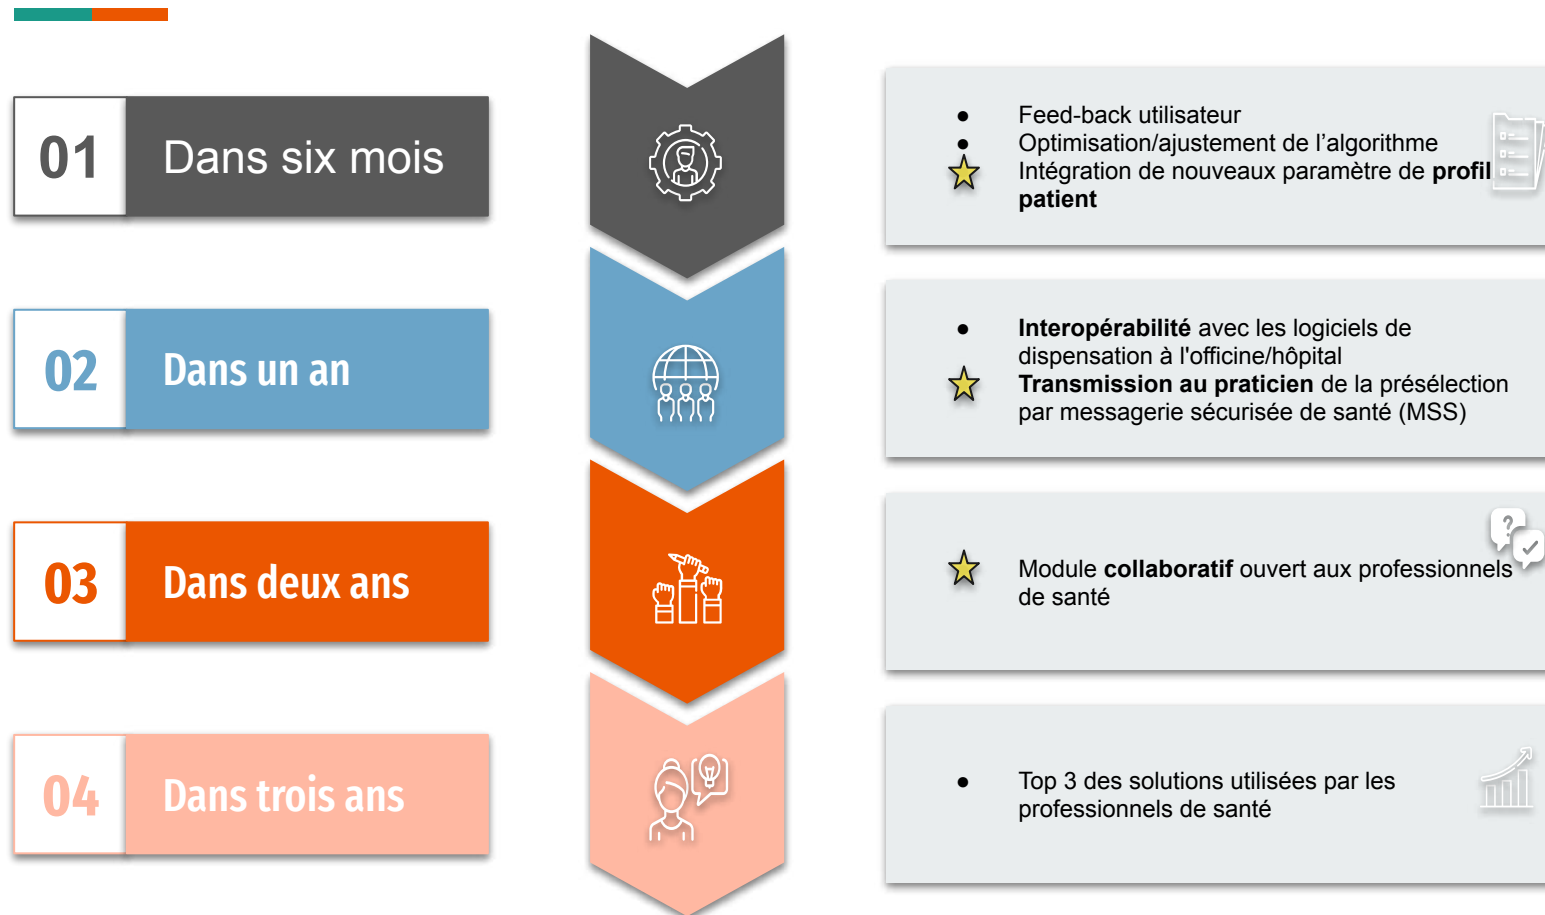 01
Dans six mois
● Feed-back utilisateur
● Optimisation/ajustement de l’algorithme
Intégration de nouveaux paramètre de profil
patient
02
Dans un an
● Interopérabilité avec les logiciels de
dispensation à l'officine/hôpital
Transmission au praticien de la présélection
par messagerie sécurisée de santé (MSS)
03
Dans deux ans
Module collaboratif ouvert aux professionnels
de santé
?
04
Dans trois ans
● Top 3 des solutions utilisées par les
professionnels de santé